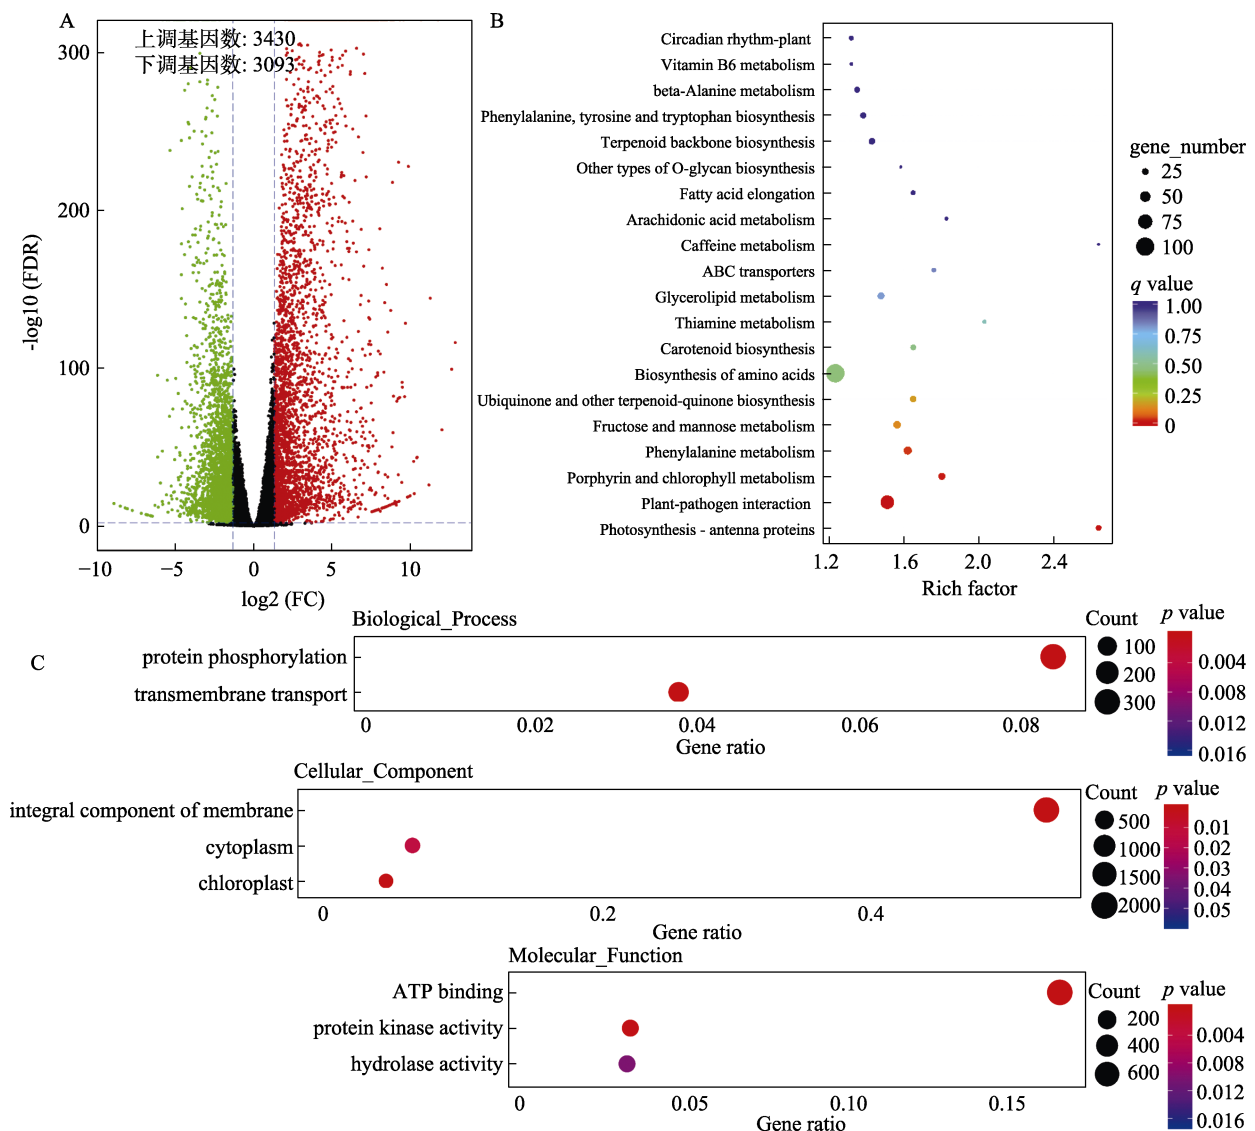 A
上调基因数: 3430
下调基因数: 3093
300
200
100
0
-log10 (FDR)
−10
−5
0
5
10
log2 (FC)
B
Circadian rhythm-plant
Vitamin B6 metabolism
beta-Alanine metabolism
Phenylalanine, tyrosine and tryptophan biosynthesis
Terpenoid backbone biosynthesis
Other types of O-glycan biosynthesis
Fatty acid elongation
Arachidonic acid metabolism
Caffeine metabolism
ABC transporters
Glycerolipid metabolism
Thiamine metabolism
Carotenoid biosynthesis
Biosynthesis of amino acids
Ubiquinone and other terpenoid-quinone biosynthesis
Fructose and mannose metabolism
Phenylalanine metabolism
Porphyrin and chlorophyll metabolism
Plant-pathogen interaction
Photosynthesis - antenna proteins
1.2
1.6
2.0
2.4
Rich factor
gene_number
25
50
75
100
q value
1.00
0.75
0.50
0.25
0
C
Biological_Process
protein phosphorylation
transmembrane transport
0
0.02
0.04
0.06
0.08
Gene ratio
Count
100
200
300
p value
0.004
0.008
0.012
0.016
Cellular_Component
integral component of membrane
cytoplasm
chloroplast
0
0.2
0.4
Gene ratio
Count
500
1000
1500
2000
p value
0.01
0.02
0.03
0.04
0.05
Molecular_Function
ATP binding
protein kinase activity
hydrolase activity
0
0.05
0.10
0.15
Gene ratio
Count
200
400
600
p value
0.004
0.008
0.012
0.016